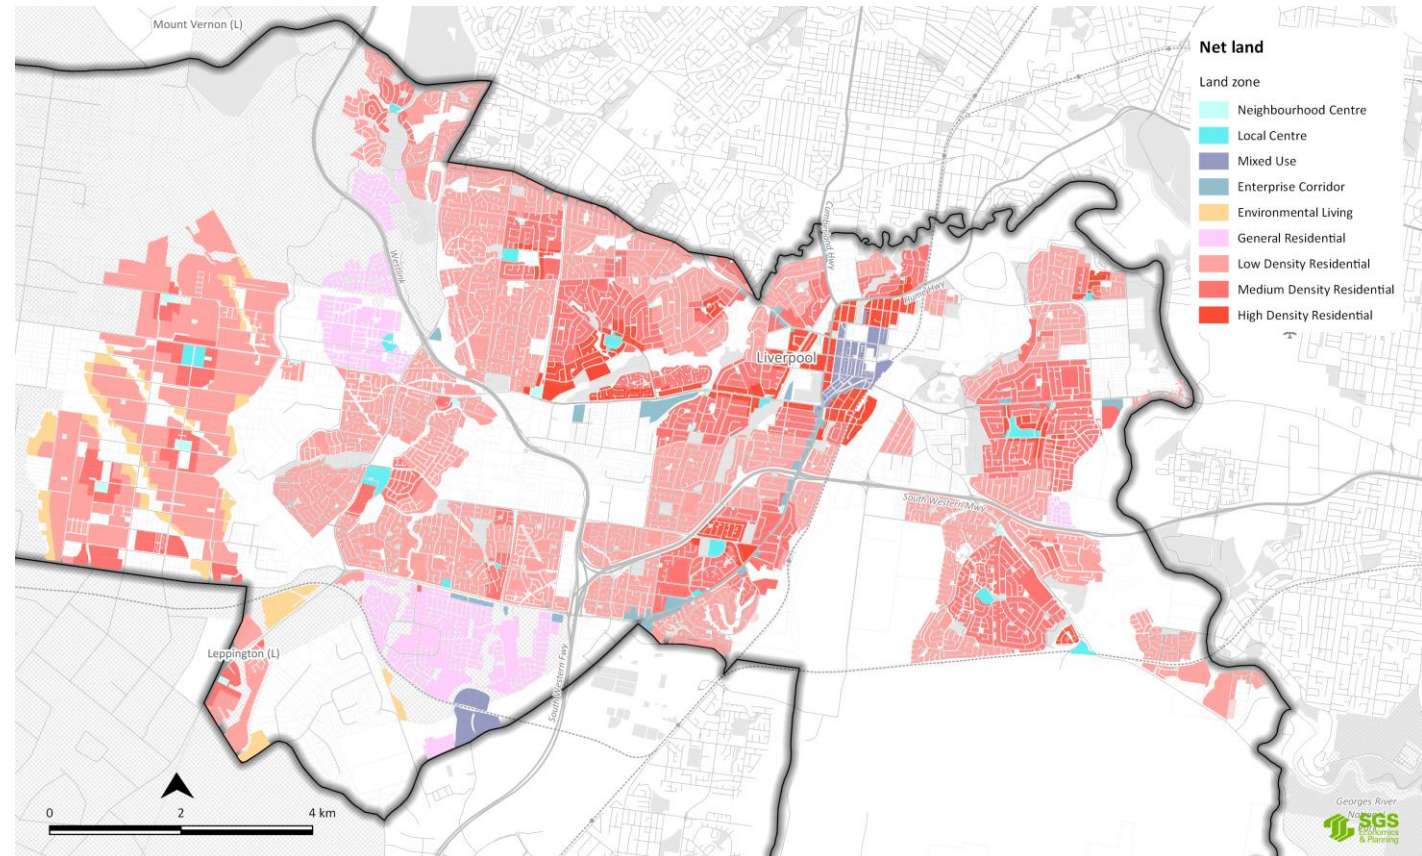 Mount Vernon (L)
Net land
Land zone
Neighbourhood Centre
Local Centre
Mixed Use
Enterprise Corridor
Environmental Living
General Residential
Low Density Residential
Medium Density Residential
High Density Residential
Cumberland Hwy
Westlink
Hume Hwy
Liverpool
South Western Mwy
Leppington (L)
South Western Fwy
0 2 4 km
Georges River
National
SGS
Economics
& Planning